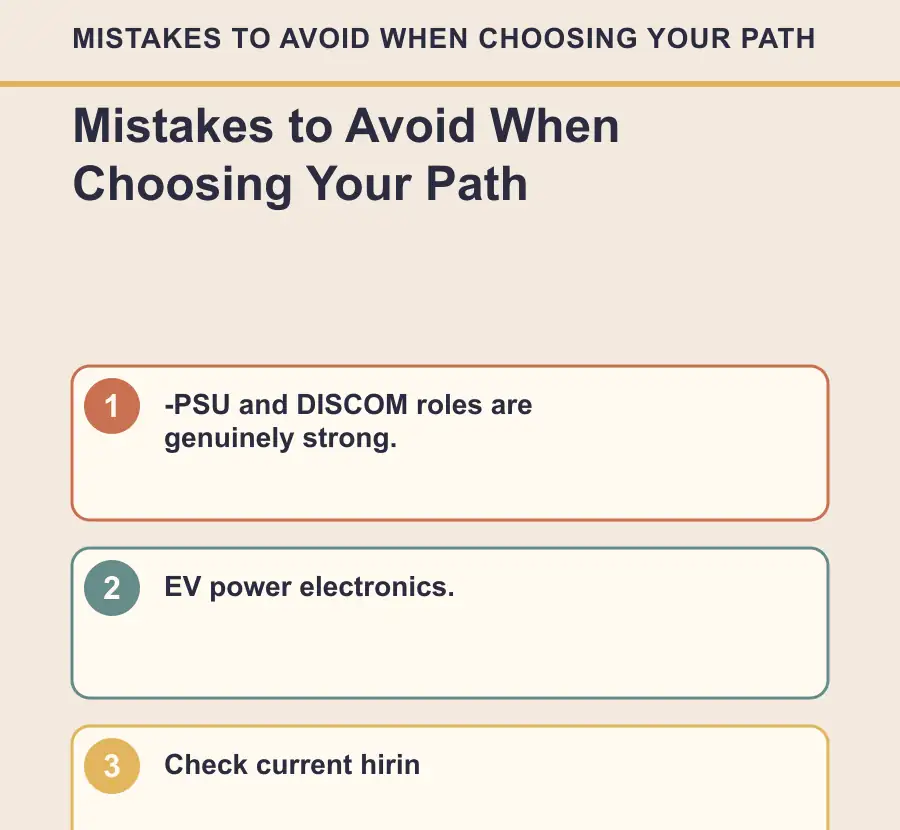 MISTAKES TO AVOID WHEN CHOOSING YOUR PATH
Mistakes to Avoid When
Choosing Your Path
1
-PSU and DISCOM roles are
genuinely strong.
2
EV power electronics.
3
Check current hirin